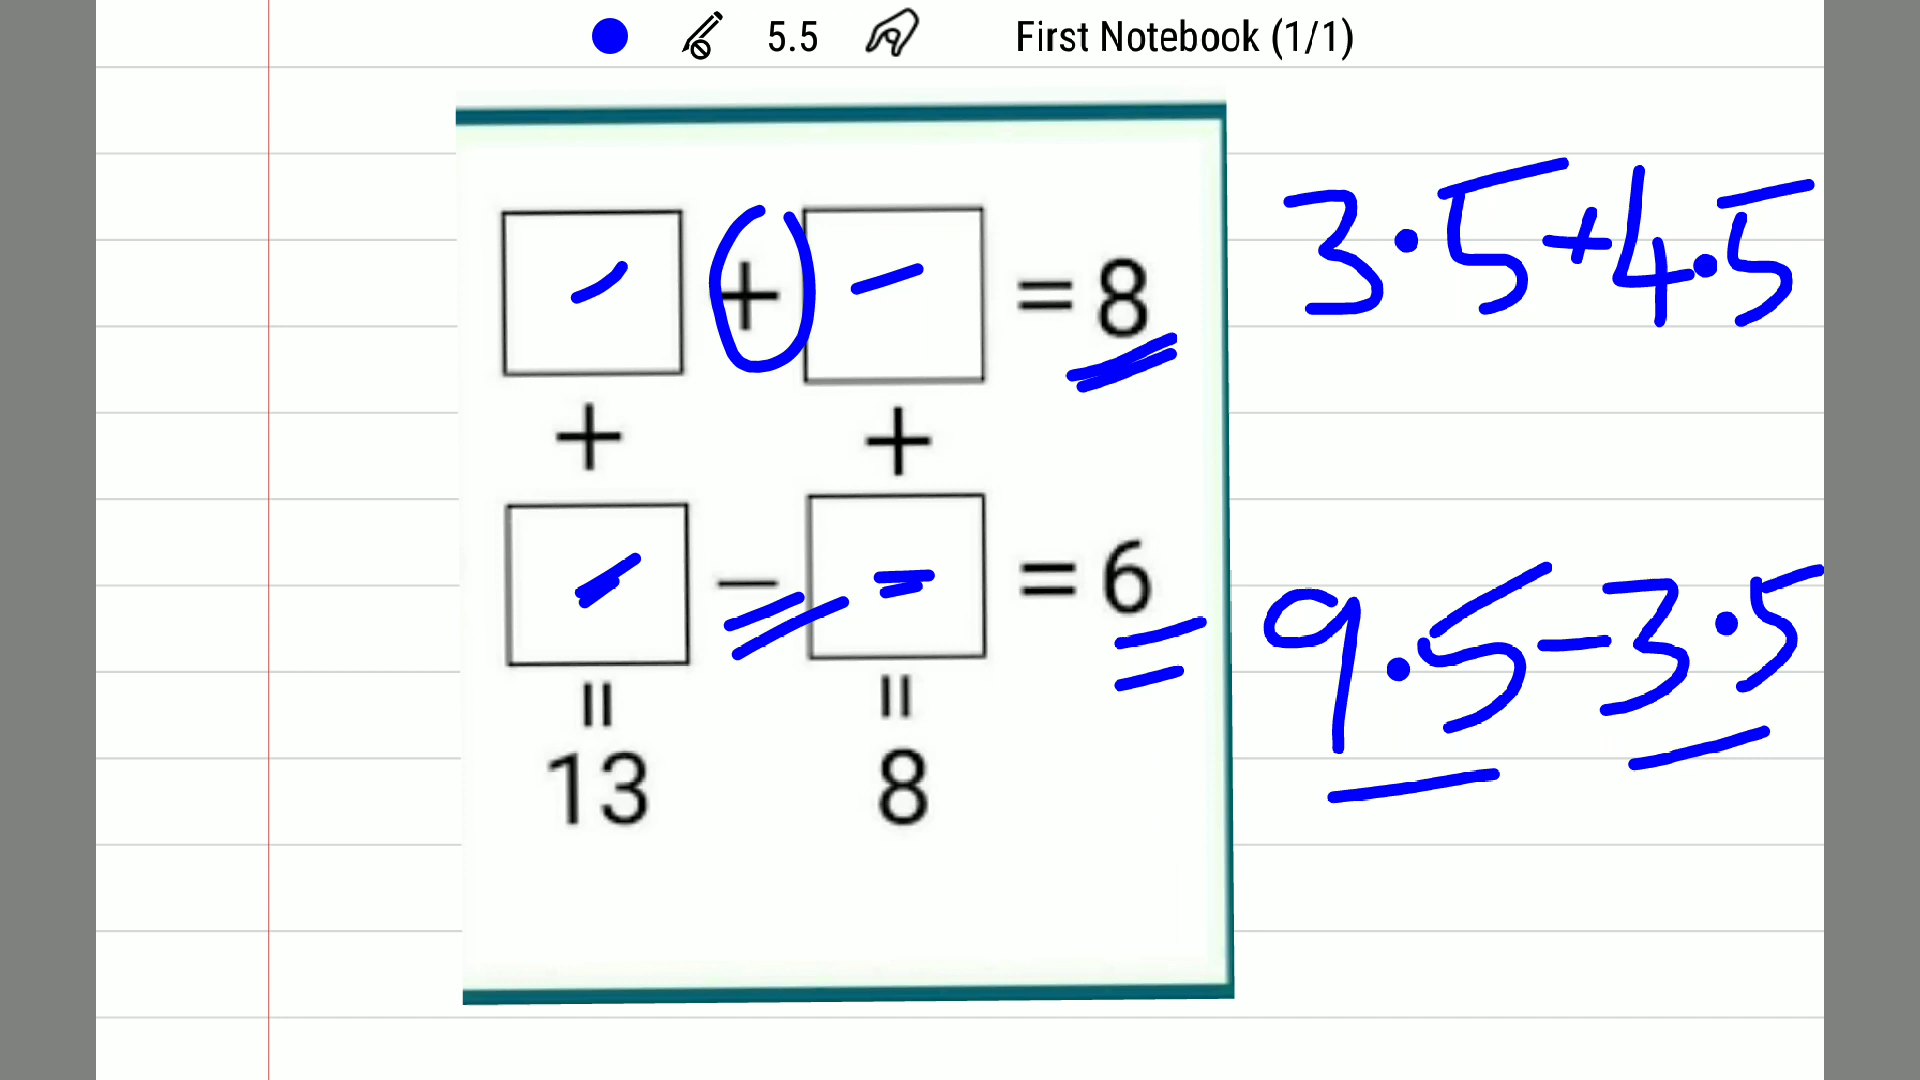 5.5 First Notebook (1/1)
+ = 8
+ +
− = 6
= =
13 8
3.5+4.5
9.5−3.5